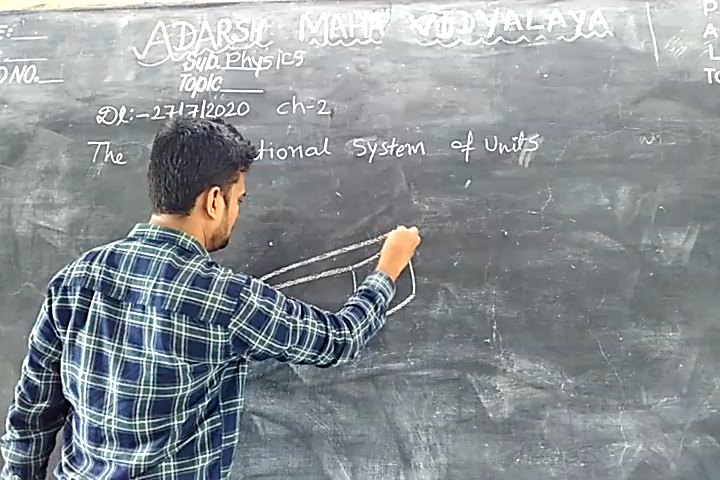 ADARSH MAHA VIDYALAYA
Sub. Physics
Topic
NO.
Dt:-27/7/2020 ch-2
The tional System of Units